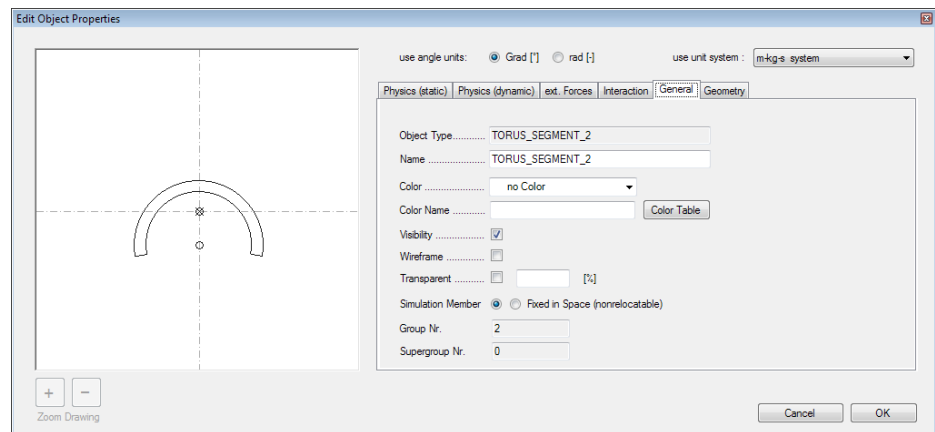 Edit Object Properties
use angle units: Grad [°] rad [-] use unit system : m-kg-s system
Physics (static) Physics (dynamic) ext. Forces Interaction General Geometry
Object Type........... TORUS_SEGMENT_2
Name .................... TORUS_SEGMENT_2
Color ..................... no Color
Color Name ........... Color Table
Visibility .................
Wireframe .............
Transparent .......... [%]
Simulation Member Fixed in Space (nonrelocatable)
Group Nr. 2
Supergroup Nr. 0
+ -
Zoom Drawing
Cancel OK